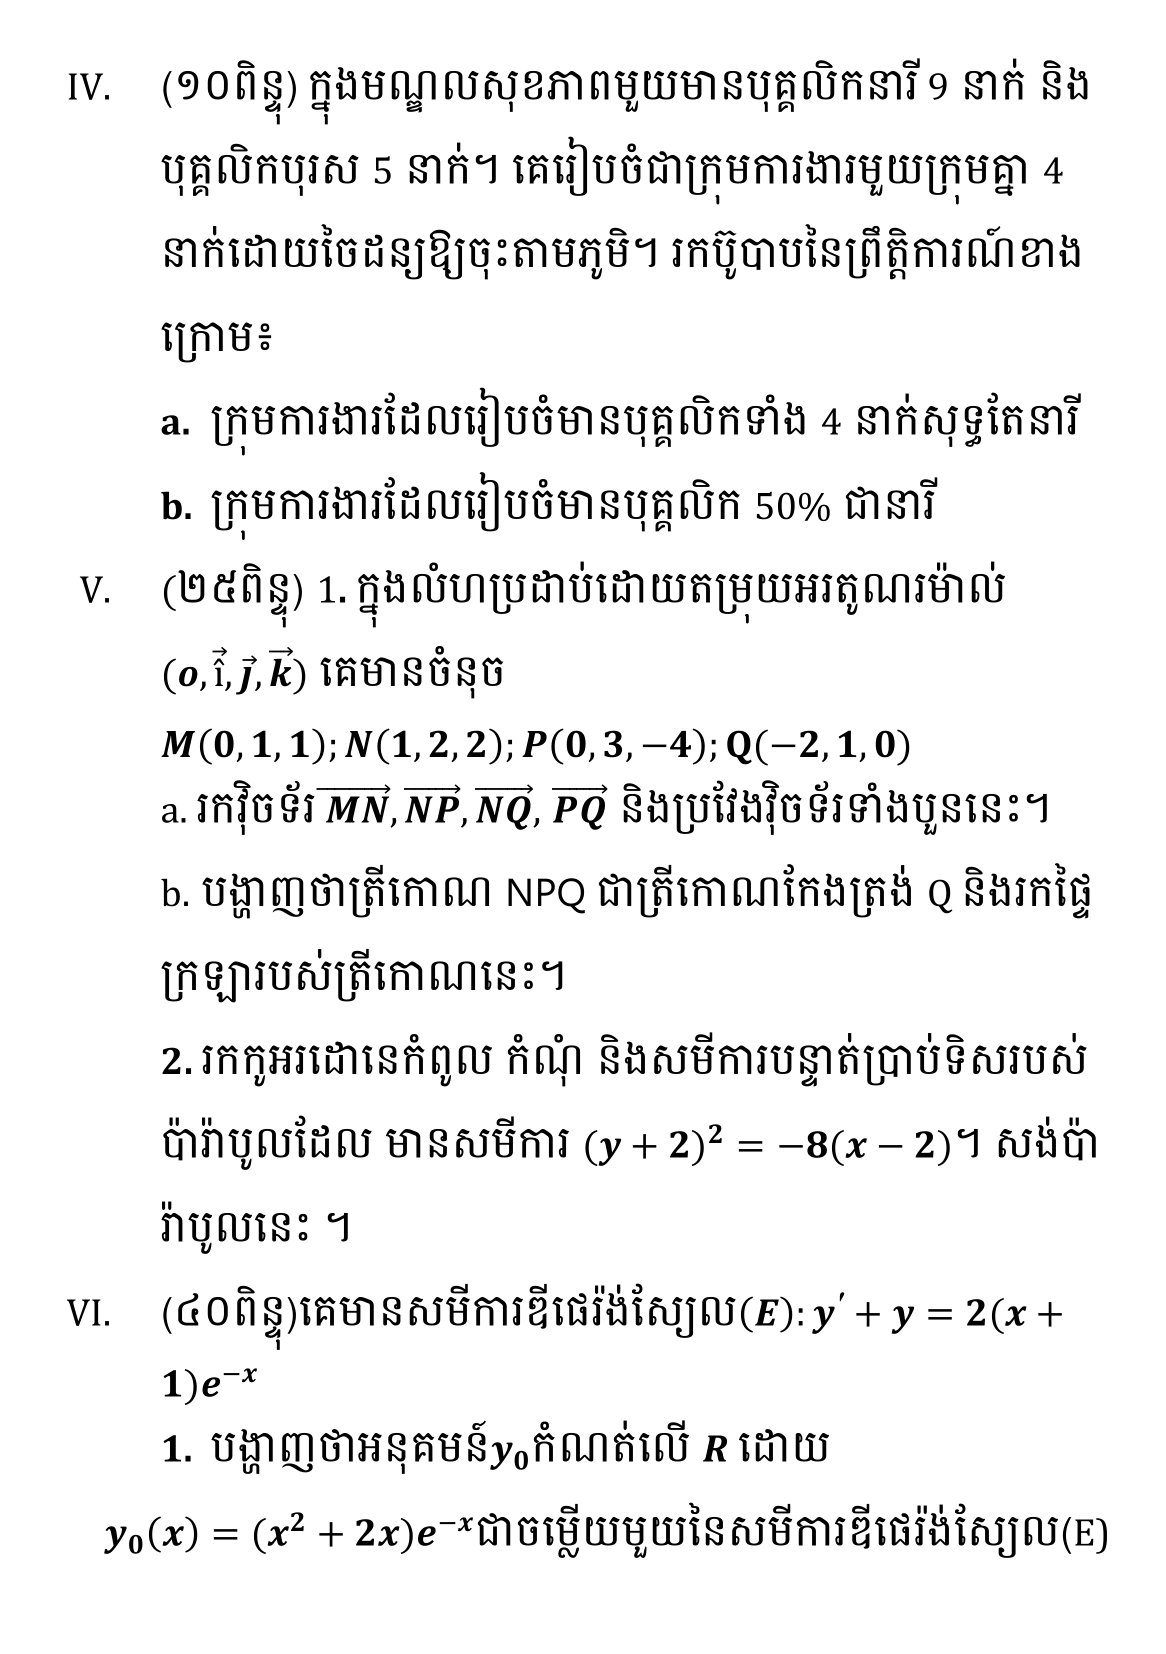 IV. (១០ពិន្ទុ) ក្នុងមណ្ឌលសុខភាពមួយមានបុគ្គលិកនារី 9 នាក់ និង
បុគ្គលិកបុរស 5 នាក់។ គេរៀបចំជាក្រុមការងារមួយក្រុមគ្នា 4
នាក់ដោយចៃដន្យឱ្យចុះតាមភូមិ។ រកប៊ូបាបនៃព្រឹត្តិការណ៍ខាង
ក្រោម៖
a. ក្រុមការងារដែលរៀបចំមានបុគ្គលិកទាំង 4 នាក់សុទ្ធតែនារី
b. ក្រុមការងារដែលរៀបចំមានបុគ្គលិក 50% ជានារី
V. (២៥ពិន្ទុ) 1. ក្នុងលំហប្រដាប់ដោយតម្រុយអរតូណរម៉ាល់
(o, i⃗, j⃗, k⃗) គេមានចំនុច
M(0, 1, 1); N(1, 2, 2); P(0, 3, −4); Q(−2, 1, 0)
a. រកវ៉ិចទ័រ M͞N⃗, N͞P⃗, N͞Q⃗, P͞Q⃗ និងប្រវែងវ៉ិចទ័រទាំងបួននេះ។
b. បង្ហាញថាត្រីកោណ NPQ ជាត្រីកោណកែងត្រង់ Q និងរកផ្ទៃ
ក្រឡារបស់ត្រីកោណនេះ។
2. រកកូអរដោនេកំពូល កំណុំ និងសមីការបន្ទាត់ប្រាប់ទិសរបស់
ប៉ារ៉ាបូលដែល មានសមីការ (y + 2)² = −8(x − 2)។ សង់ប៉ា
រ៉ាបូលនេះ ។
VI. (៤០ពិន្ទុ)គេមានសមីការឌីផេរ៉ង់ស្យែល(E): y′ + y = 2(x +
1)e⁻ˣ
1. បង្ហាញថាអនុគមន៍y₀កំណត់លើ R ដោយ
y₀(x) = (x² + 2x)e⁻ˣជាចម្លើយមួយនៃសមីការឌីផេរ៉ង់ស្យែល(E)